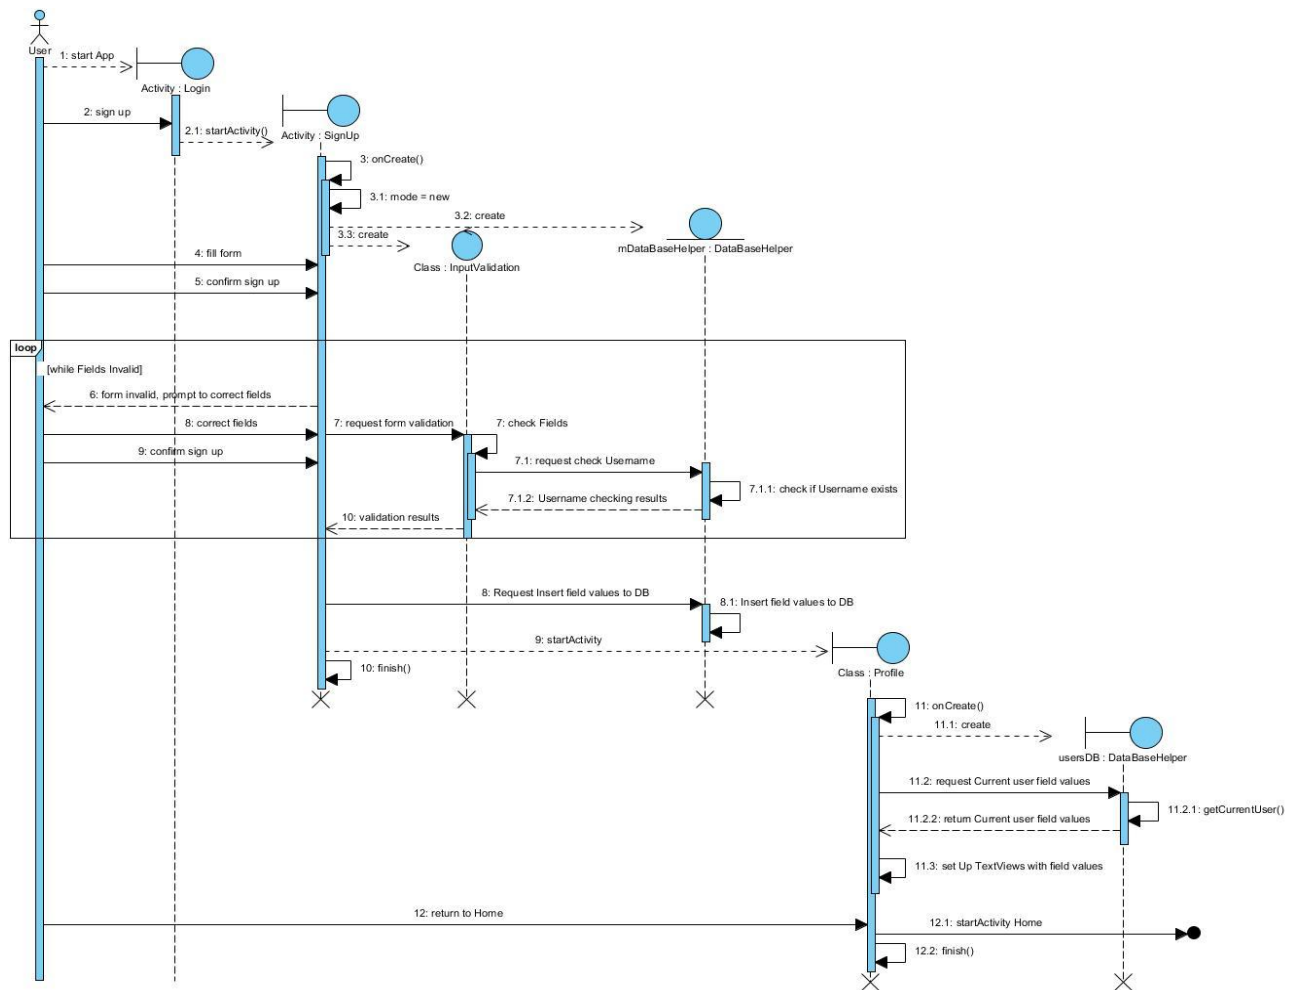 User
1: start App
Activity : Login
2: sign up
2.1: startActivity()
Activity : SignUp
3: onCreate()
3.1: mode = new
3.2: create
3.3: create
mDataBaseHelper : DataBaseHelper
4: fill form
Class : InputValidation
5: confirm sign up
loop
[while Fields Invalid]
6: form invalid, prompt to correct fields
8: correct fields
7: request form validation
7: check Fields
9: confirm sign up
7.1: request check Username
7.1.1: check if Username exists
7.1.2: Username checking results
10: validation results
8: Request Insert field values to DB
8.1: Insert field values to DB
9: startActivity
10: finish()
Class : Profile
11: onCreate()
11.1: create
usersDB : DataBaseHelper
11.2: request Current user field values
11.2.1: getCurrentUser()
11.2.2: return Current user field values
11.3: set Up TextViews with field values
12: return to Home
12.1: startActivity Home
12.2: finish()